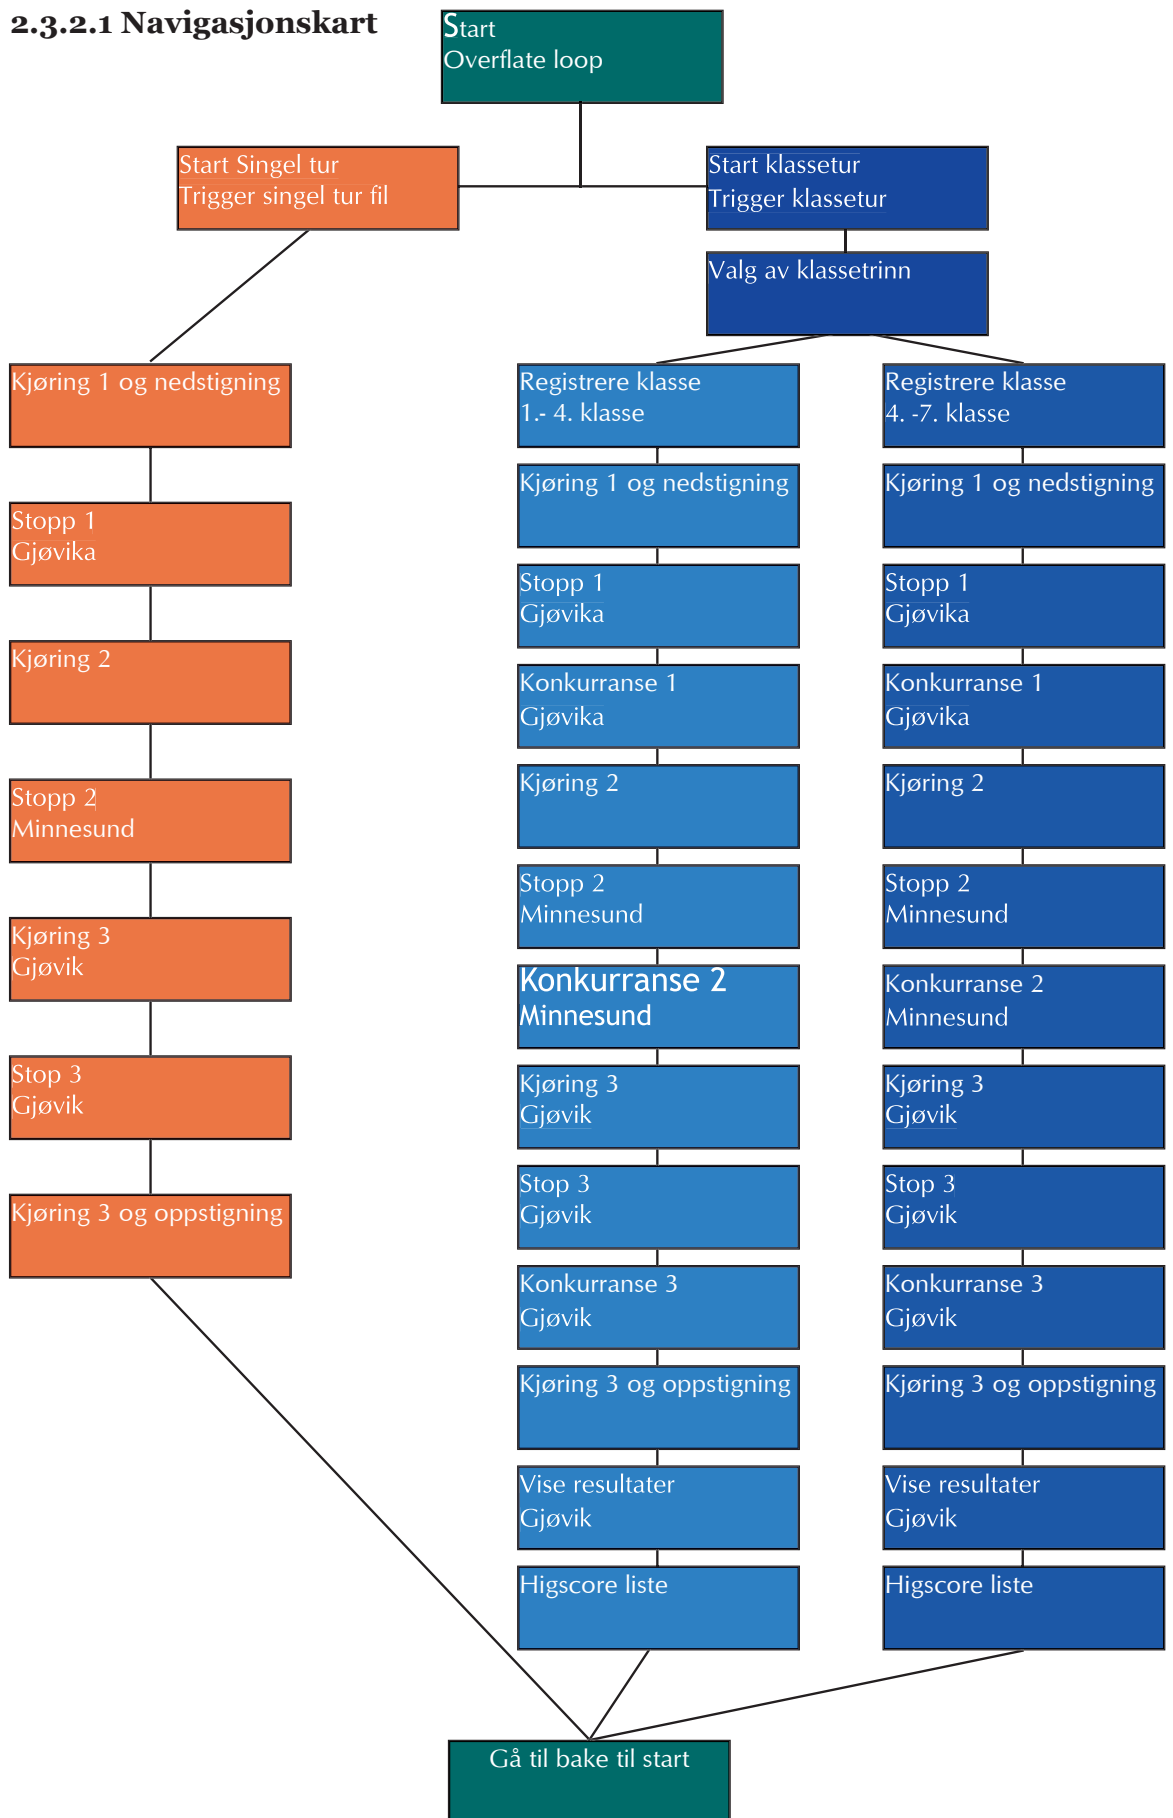 2.3.2.1 Navigasjonskart
Start
Overflate loop
Start Singel tur
Trigger singel tur fil
Start klassetur
Trigger klassetur
Valg av klassetrinn
Kjøring 1 og nedstigning
Stopp 1
Gjøvika
Kjøring 2
Stopp 2
Minnesund
Kjøring 3
Gjøvik
Stop 3
Gjøvik
Kjøring 3 og oppstigning
Registrere klasse
1.- 4. klasse
Kjøring 1 og nedstigning
Stopp 1
Gjøvika
Konkurranse 1
Gjøvika
Kjøring 2
Stopp 2
Minnesund
Konkurranse 2
Minnesund
Kjøring 3
Gjøvik
Stop 3
Gjøvik
Konkurranse 3
Gjøvik
Kjøring 3 og oppstigning
Vise resultater
Gjøvik
Higscore liste
Registrere klasse
4. -7. klasse
Kjøring 1 og nedstigning
Stopp 1
Gjøvika
Konkurranse 1
Gjøvika
Kjøring 2
Stopp 2
Minnesund
Konkurranse 2
Minnesund
Kjøring 3
Gjøvik
Stop 3
Gjøvik
Konkurranse 3
Gjøvik
Kjøring 3 og oppstigning
Vise resultater
Gjøvik
Higscore liste
Gå til bake til start